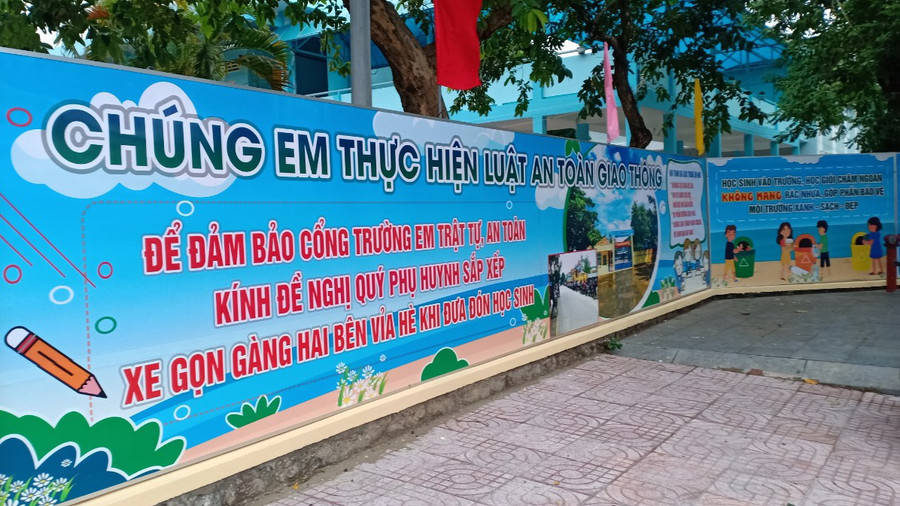 CHÚNG EM THỰC HIỆN LUẬT AN TOÀN GIAO THÔNG
ĐỂ ĐẢM BẢO CỔNG TRƯỜNG EM TRẬT TỰ, AN TOÀN
KÍNH ĐỀ NGHỊ QUÝ PHỤ HUYNH SẮP XẾP
XE GỌN GÀNG HAI BÊN VỈA HÈ KHI ĐƯA ĐÓN HỌC SINH
HỌC SINH VÀO TRƯỜNG, HỌC GIỎI CHĂM NGOAN
KHÔNG MANG RÁC NHỰA - GÓP PHẦN BẢO VỆ
MÔI TRƯỜNG XANH - SẠCH - ĐẸP